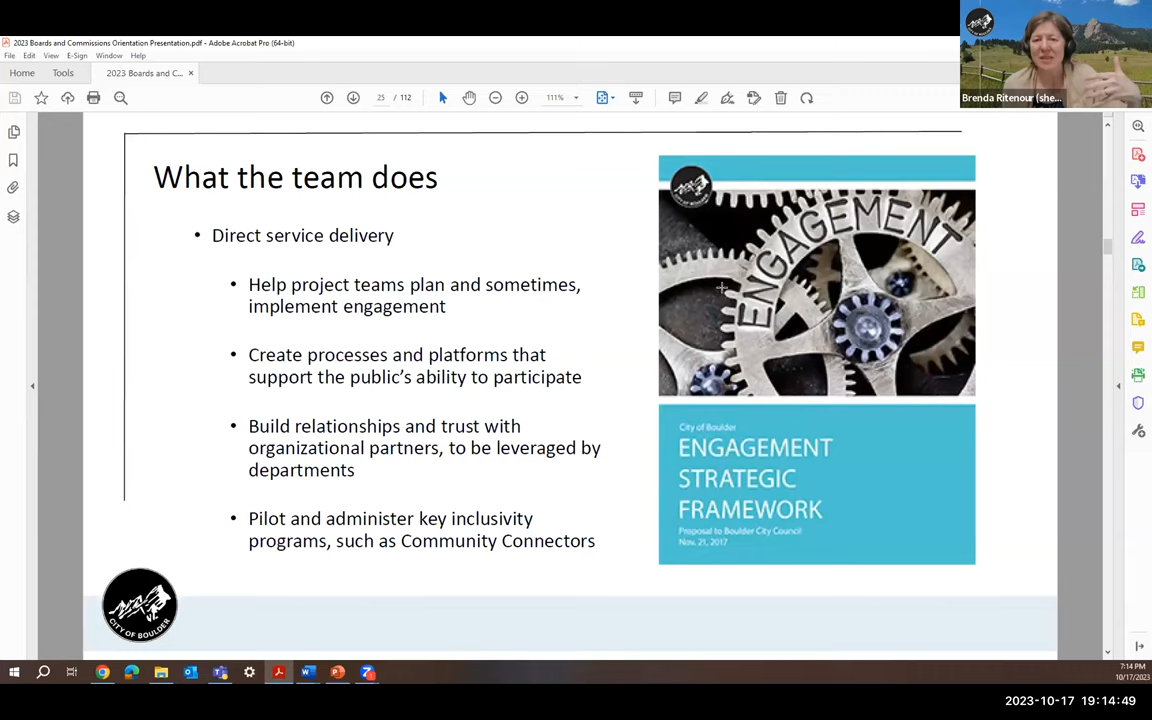 2023 Boards and Commissions Orientation Presentation.pdf - Adobe Acrobat Pro (64-bit)
File Edit View E-Sign Window Help
Home Tools 2023 Boards and C... ×
25 / 112 111%
Brenda Ritenour (she...
What the team does
• Direct service delivery
• Help project teams plan and sometimes,
implement engagement
• Create processes and platforms that
support the public's ability to participate
• Build relationships and trust with
organizational partners, to be leveraged by
departments
• Pilot and administer key inclusivity
programs, such as Community Connectors
ENGAGEMENT
City of Boulder
ENGAGEMENT
STRATEGIC
FRAMEWORK
Proposal to Boulder City Council
Nov. 21, 2017
CITY OF BOULDER
7:14 PM
10/17/2023
2023-10-17 19:14:49